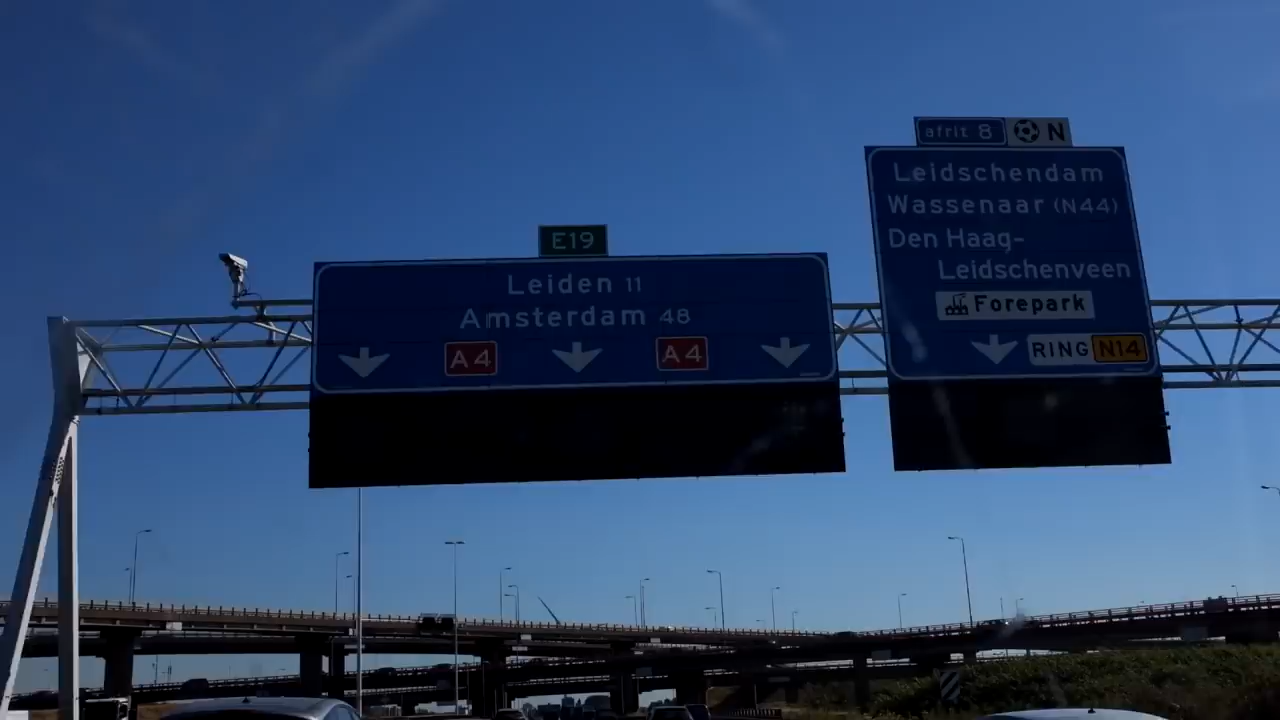 E19
Leiden 11
Amsterdam 48
A4 A4
afrit 8 N
Leidschendam
Wassenaar (N44)
Den Haag-
Leidschenveen
Forepark
RING N14